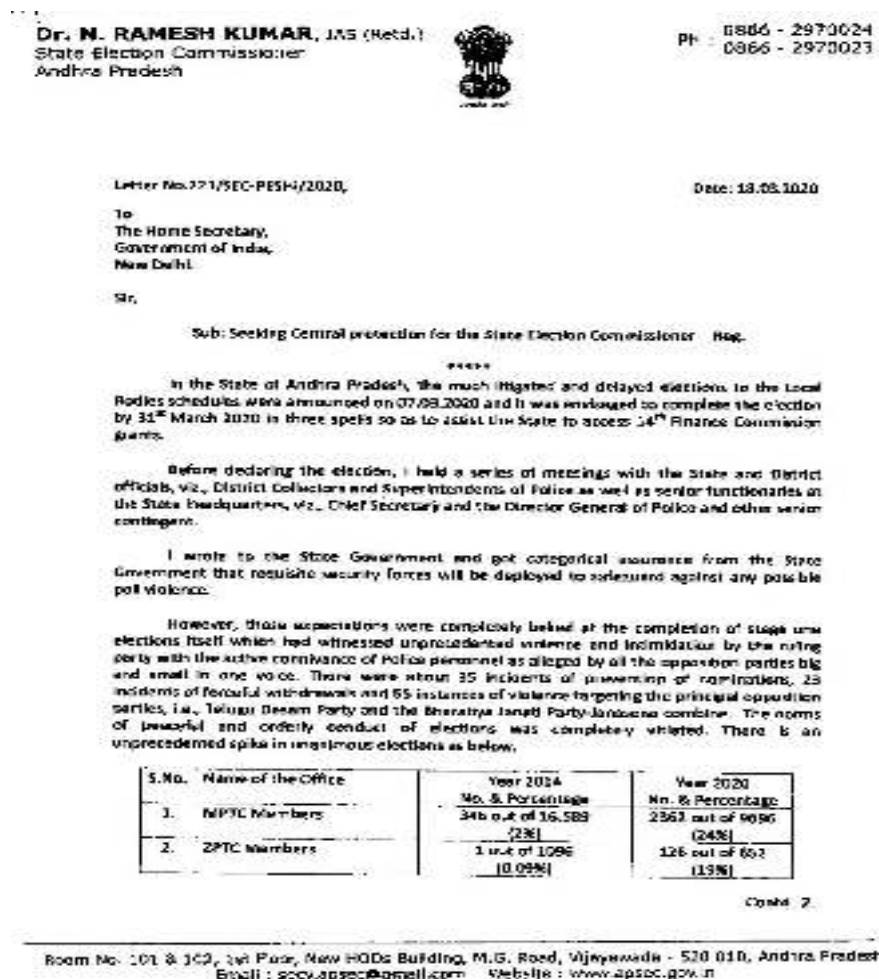 Dr. N. RAMESH KUMAR, IAS (Retd.)
State Election Commissioner
Andhra Pradesh
Ph : 0866 - 2970024
0866 - 2970023
Letter No.221/SEC-PESHI/2020,
Date: 18.03.2020
To
The Home Secretary,
Government of India,
New Delhi.
Sir,
Sub: Seeking Central protection for the State Election Commissioner Reg.
*****
In the State of Andhra Pradesh, the much litigated and delayed elections to the Local
Bodies schedules were announced on 07.03.2020 and it was envisaged to complete the election
by 31st March 2020 in three spells so as to assist the State to access 14th Finance Commission
grants.
Before declaring the election, I held a series of meetings with the State and District
officials, viz., District Collectors and Superintendents of Police as well as senior functionaries at
the State headquarters, viz., Chief Secretary and the Director General of Police and other senior
contingent.
I wrote to the State Government and got categorical assurance from the State
Government that requisite security forces will be deployed to safeguard against any possible
poll violence.
However, those expectations were completely belied at the completion of stage one
elections itself which had witnessed unprecedented violence and intimidation by the ruling
party with the active connivance of Police personnel as alleged by all the opposition parties big
and small in one voice. There were about 35 incidents of prevention of nominations, 23
incidents of forceful withdrawals and 55 instances of violence targeting the principal opposition
parties, i.e., Telugu Desam Party and the Bharatiya Janati Party-Janasena combine. The norms
of peaceful and orderly conduct of elections was completely vitiated. There is an
unprecedented spike in unanimous elections as below.
S.No. Name of the Office Year 2014 Year 2020
No. & Percentage No. & Percentage
1. MPTC Members 346 out of 16,589 2362 out of 9696
(2%) (24%)
2. ZPTC Members 1 out of 1096 126 out of 652
(0.09%) (19%)
Contd 2
Room No. 101 & 102, 1st Floor, New HODs Building, M.G. Road, Vijayawada - 520 010, Andhra Pradesh
Email : secy.apsec@gmail.com Website : www.apsec.gov.in